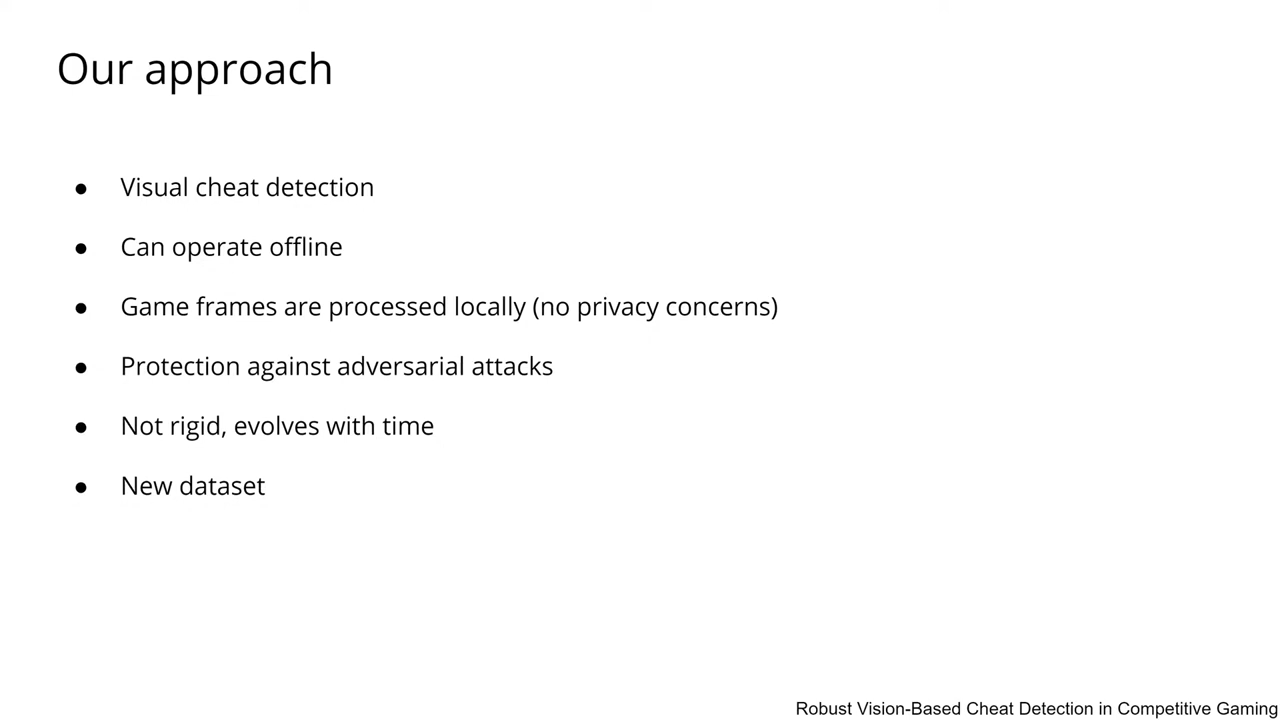 Our approach
● Visual cheat detection
● Can operate offline
● Game frames are processed locally (no privacy concerns)
● Protection against adversarial attacks
● Not rigid, evolves with time
● New dataset
Robust Vision-Based Cheat Detection in Competitive Gaming